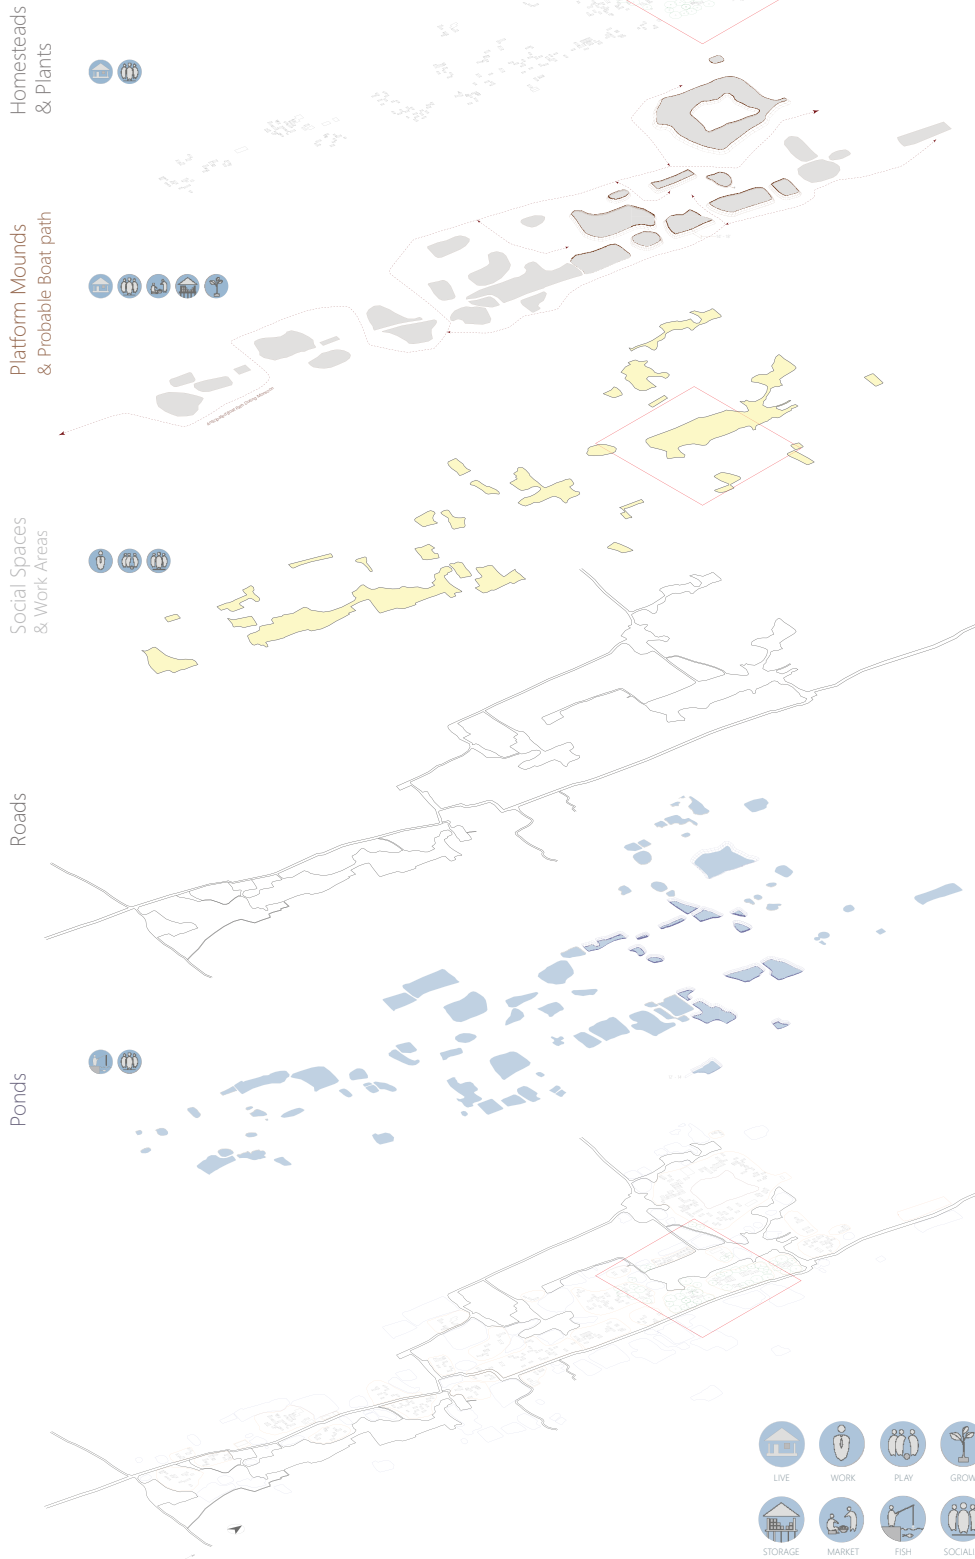 Homesteads
& Plants
Platform Mounds
& Probable Boat path
Social Spaces
& Work Areas
Roads
Ponds
LIVE
WORK
PLAY
GROW
STORAGE
MARKET
FISH